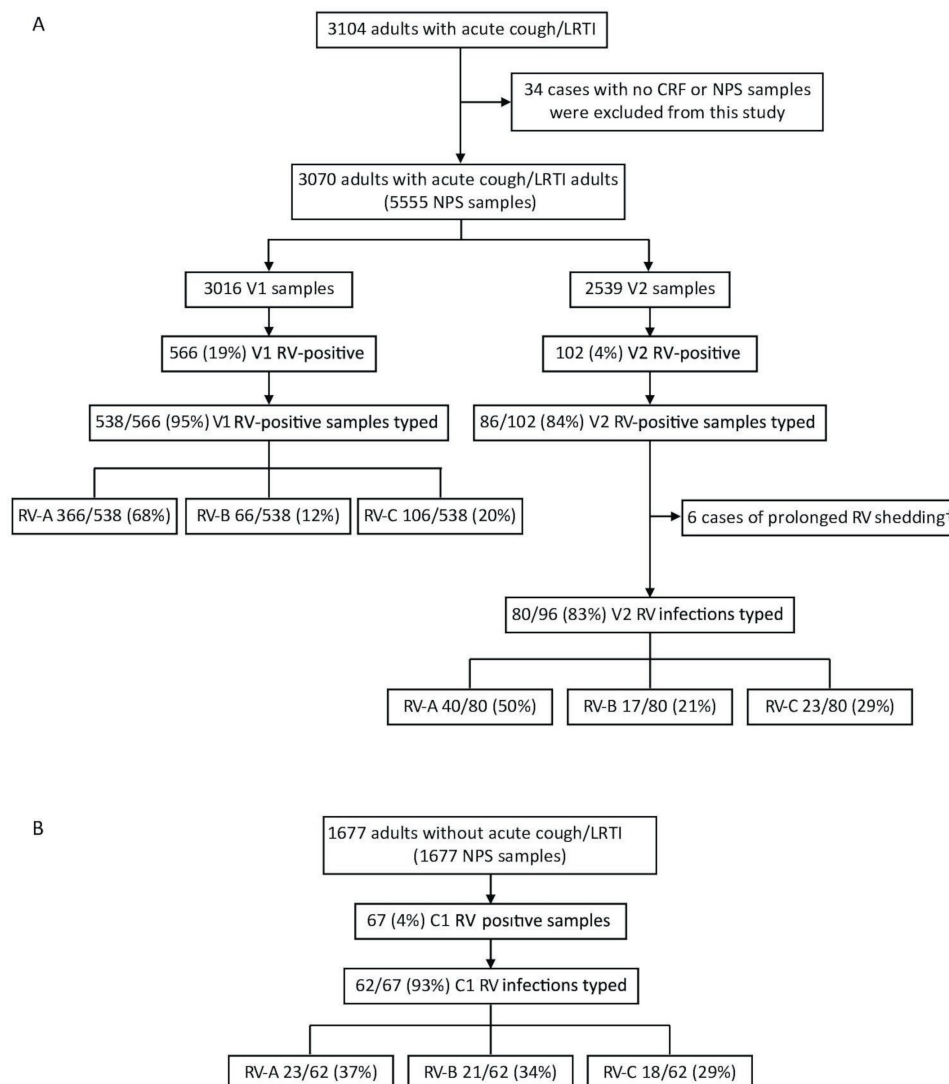 A
3104 adults with acute cough/LRTI
34 cases with no CRF or NPS samples
were excluded from this study
3070 adults with acute cough/LRTI adults
(5555 NPS samples)
3016 V1 samples
2539 V2 samples
566 (19%) V1 RV-positive
102 (4%) V2 RV-positive
538/566 (95%) V1 RV-positive samples typed
86/102 (84%) V2 RV-positive samples typed
RV-A 366/538 (68%)
RV-B 66/538 (12%)
RV-C 106/538 (20%)
6 cases of prolonged RV shedding†
80/96 (83%) V2 RV infections typed
RV-A 40/80 (50%)
RV-B 17/80 (21%)
RV-C 23/80 (29%)
B
1677 adults without acute cough/LRTI
(1677 NPS samples)
67 (4%) C1 RV positive samples
62/67 (93%) C1 RV infections typed
RV-A 23/62 (37%)
RV-B 21/62 (34%)
RV-C 18/62 (29%)